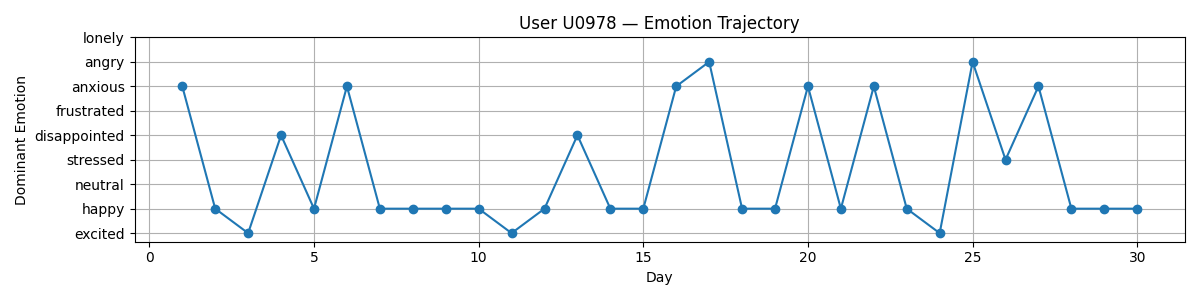 User U0978 — Emotion Trajectory
Dominant Emotion
lonely
angry
anxious
frustrated
disappointed
stressed
neutral
happy
excited
0 5 10 15 20 25 30
Day